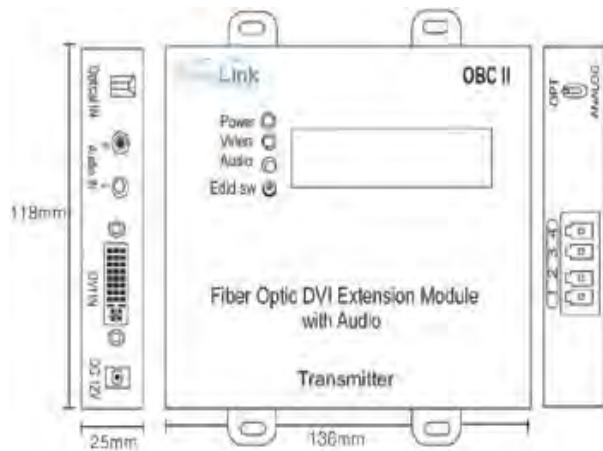 Optical IN
R
Audio IN
L
DVI IN
DC 12V
118mm
25mm
Link
OBC II
Power
Video
Audio
Edid sw
Fiber Optic DVI Extension Module
with Audio
Transmitter
136mm
OPT
ANALOG
1 2 3 4